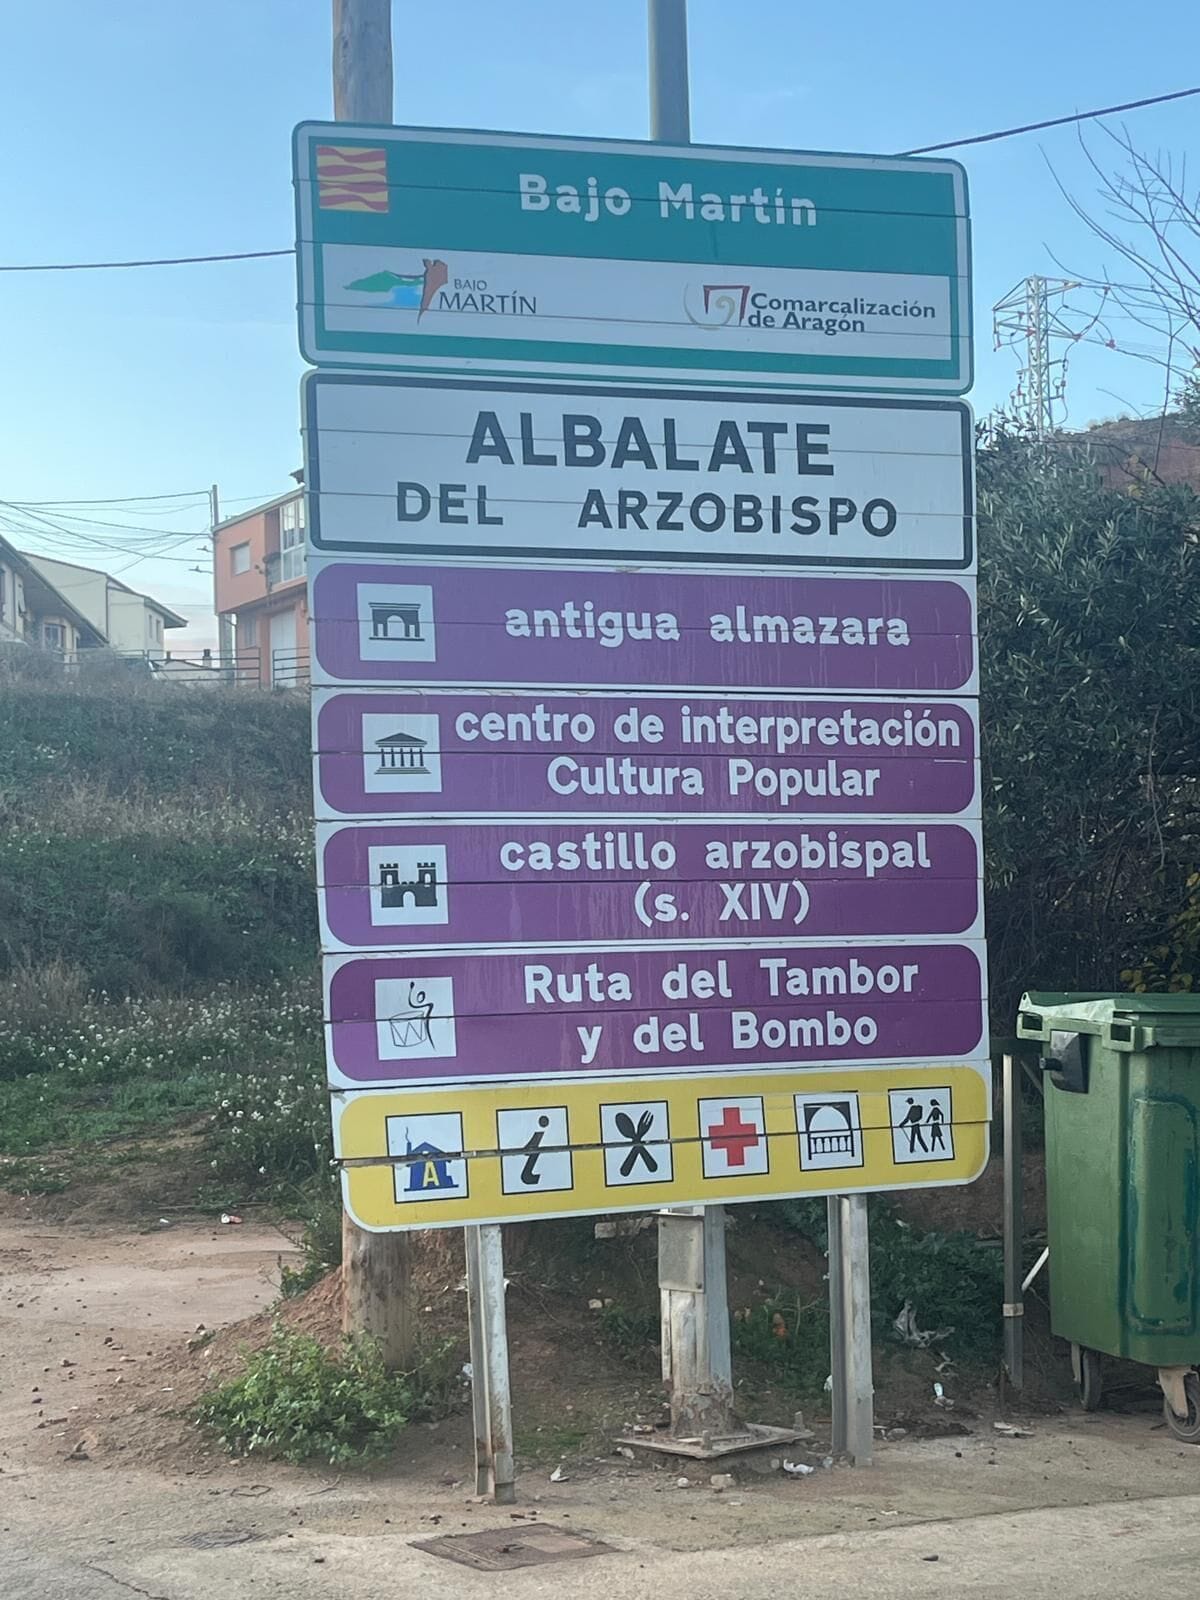 Bajo Martín
BAJO
MARTÍN
Comarcalización
de Aragón
ALBALATE
DEL ARZOBISPO
antigua almazara
centro de interpretación
Cultura Popular
castillo arzobispal
(s. XIV)
Ruta del Tambor
y del Bombo
A i